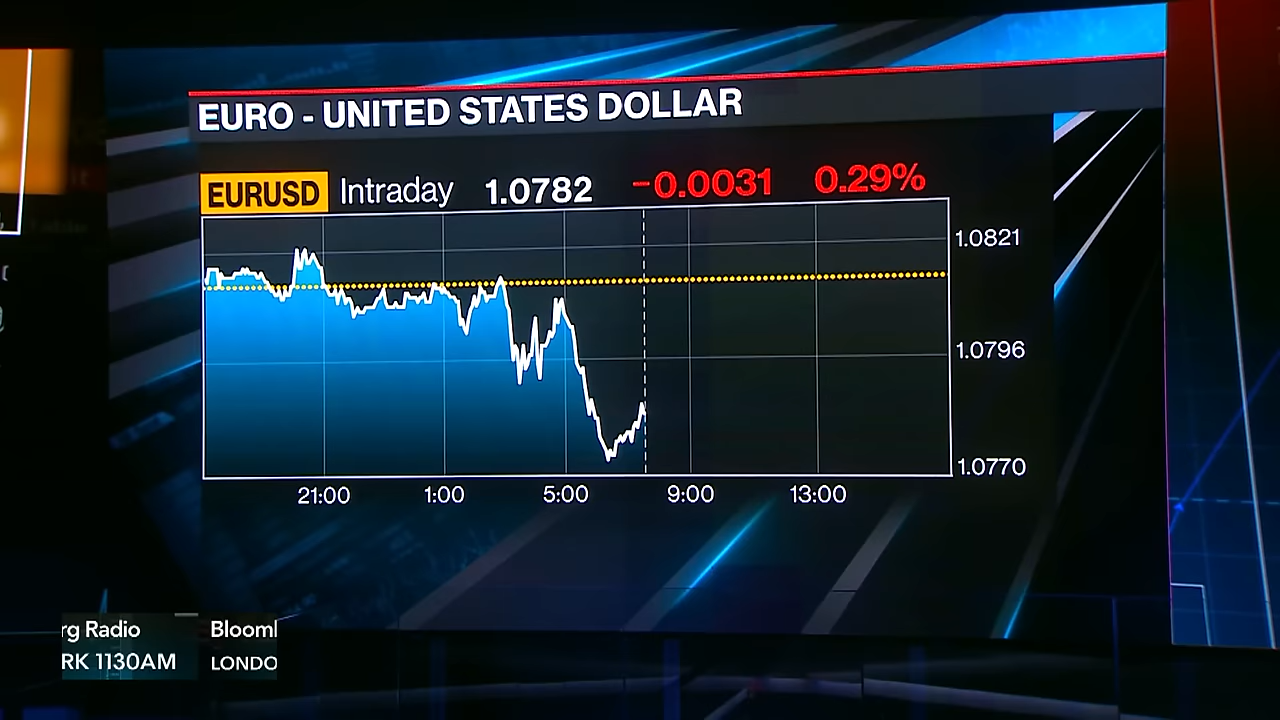 EURO - UNITED STATES DOLLAR
EURUSD Intraday 1.0782 -0.0031 0.29%
1.0821
1.0796
1.0770
21:00 1:00 5:00 9:00 13:00
rg Radio
RK 1130AM
Blooml
LONDO